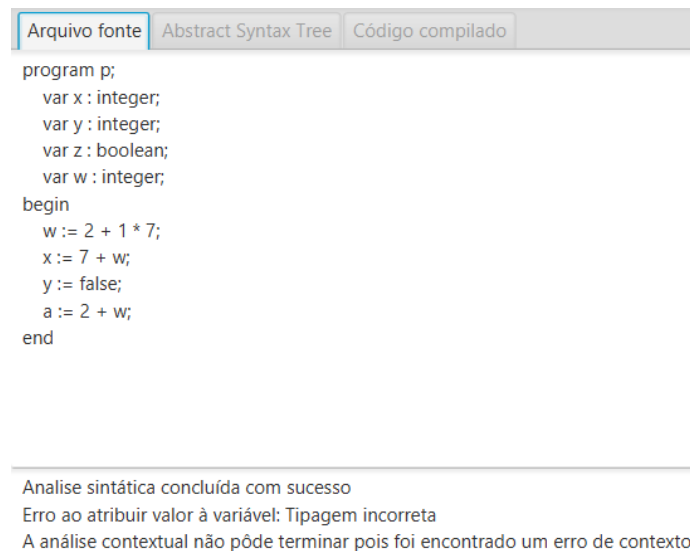 Arquivo fonte Abstract Syntax Tree Código compilado
program p;
var x : integer;
var y : integer;
var z : boolean;
var w : integer;
begin
w := 2 + 1 * 7;
x := 7 + w;
y := false;
a := 2 + w;
end
Analise sintática concluída com sucesso
Erro ao atribuir valor à variável: Tipagem incorreta
A análise contextual não pôde terminar pois foi encontrado um erro de contexto